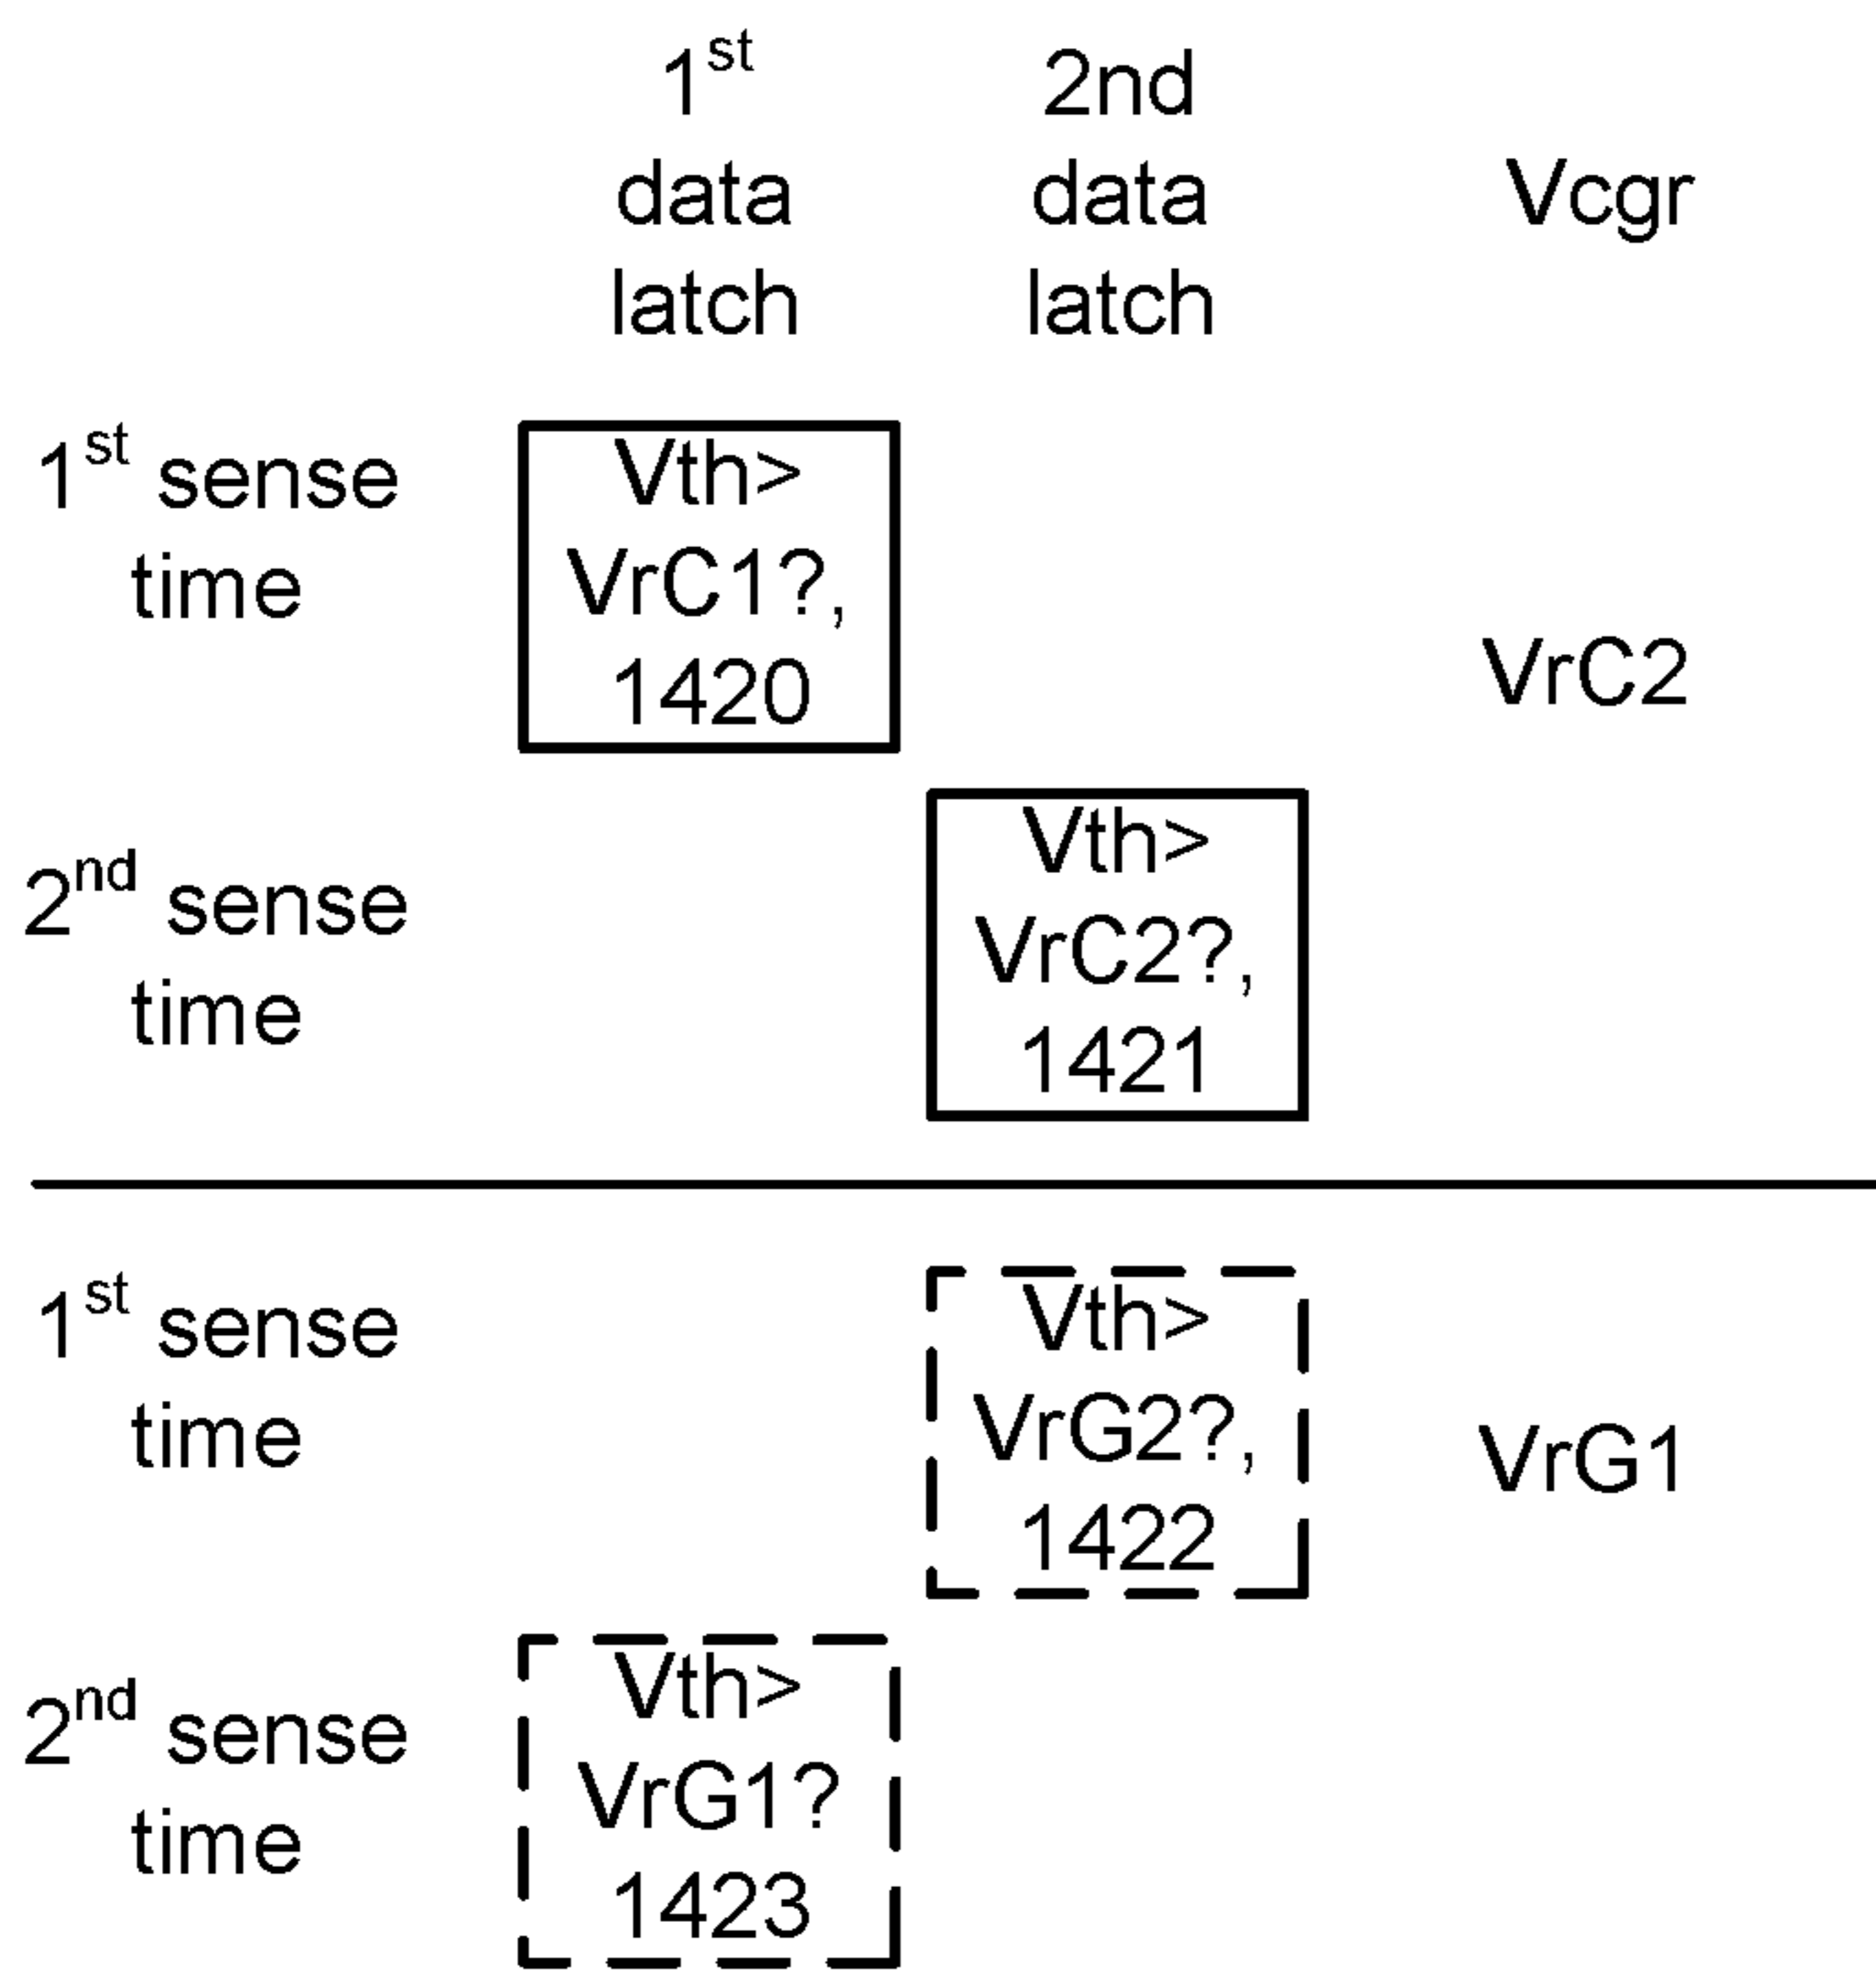 1st data latch
2nd data latch
Vcgr
1st sense time
Vth>
VrC1?,
1420
VrC2
2nd sense time
Vth>
VrC2?,
1421
1st sense time
Vth>
VrG2?,
1422
VrG1
2nd sense time
Vth>
VrG1?
1423